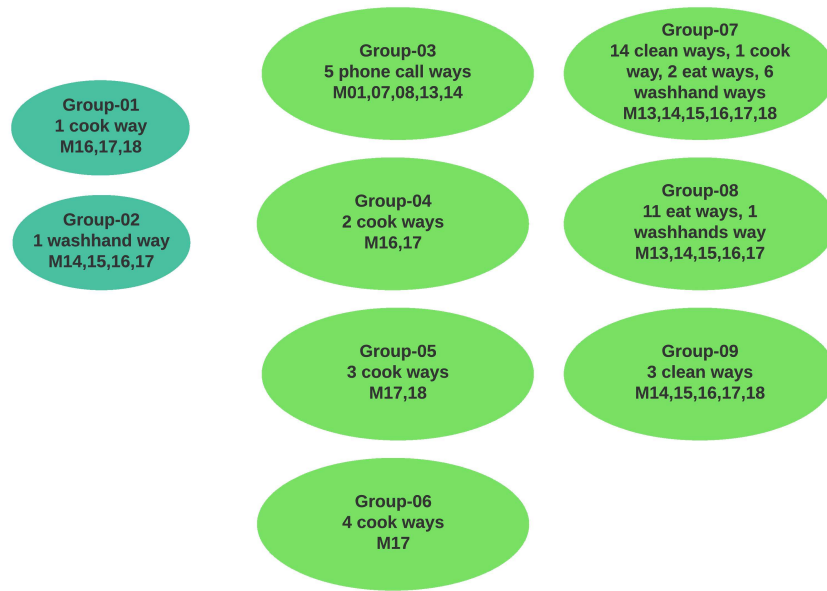 Group-01
1 cook way
M16,17,18
Group-02
1 washhand way
M14,15,16,17
Group-03
5 phone call ways
M01,07,08,13,14
Group-04
2 cook ways
M16,17
Group-05
3 cook ways
M17,18
Group-06
4 cook ways
M17
Group-07
14 clean ways, 1 cook
way, 2 eat ways, 6
washhand ways
M13,14,15,16,17,18
Group-08
11 eat ways, 1
washhands way
M13,14,15,16,17
Group-09
3 clean ways
M14,15,16,17,18